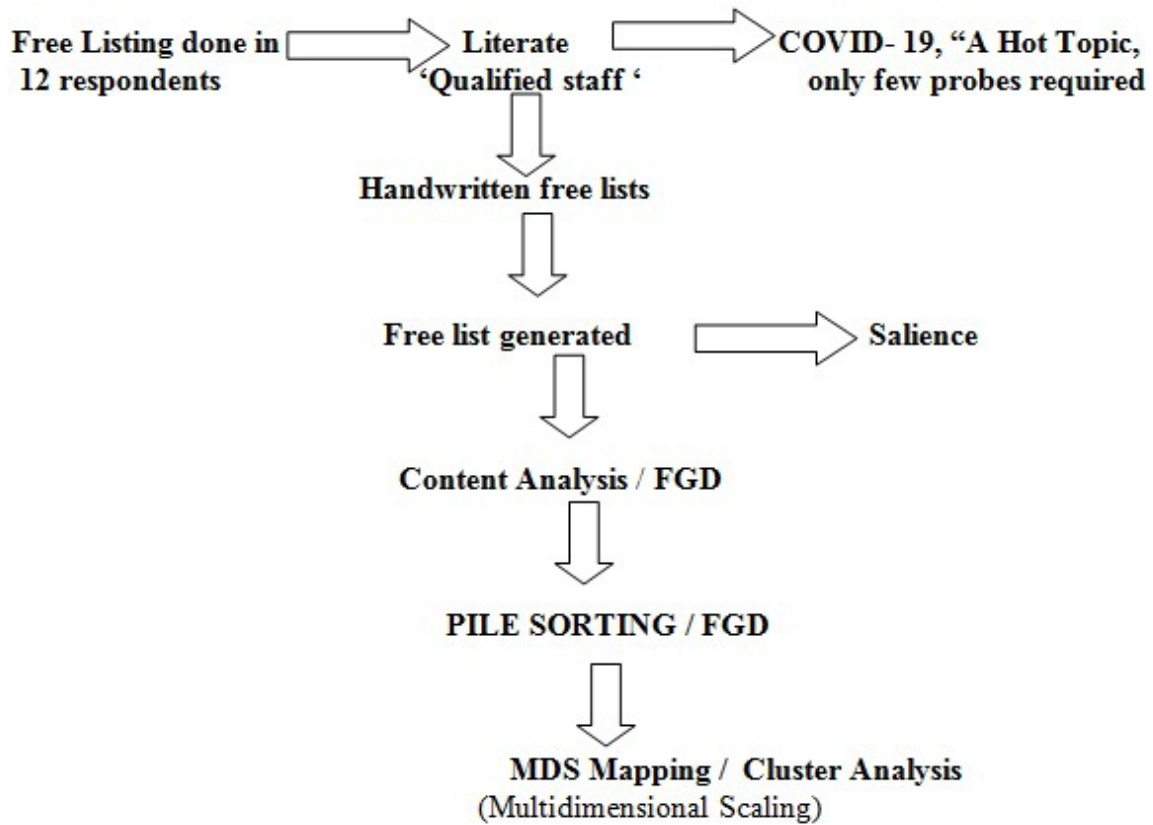 Free Listing done in
12 respondents
Literate
‘Qualified staff ‘
COVID- 19, “A Hot Topic,
only few probes required
Handwritten free lists
Free list generated
Salience
Content Analysis / FGD
PILE SORTING / FGD
MDS Mapping / Cluster Analysis
(Multidimensional Scaling)